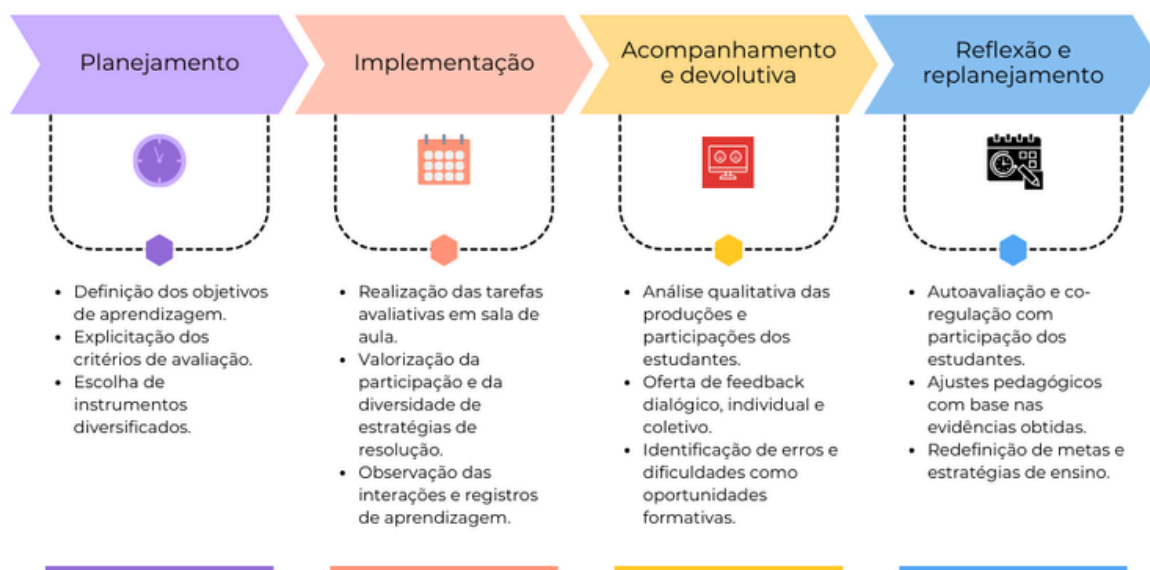 Planejamento
• Definição dos objetivos
de aprendizagem.
• Explicitação dos
critérios de avaliação.
• Escolha de
instrumentos
diversificados.
Implementação
• Realização das tarefas
avaliativas em sala de
aula.
• Valorização da
participação e da
diversidade de
estratégias de
resolução.
• Observação das
interações e registros
de aprendizagem.
Acompanhamento
e devolutiva
• Análise qualitativa das
produções e
participações dos
estudantes.
• Oferta de feedback
dialógico, individual e
coletivo.
• Identificação de erros e
dificuldades como
oportunidades
formativas.
Reflexão e
replanejamento
• Autoavaliação e co-
regulação com
participação dos
estudantes.
• Ajustes pedagógicos
com base nas
evidências obtidas.
• Redefinição de metas e
estratégias de ensino.